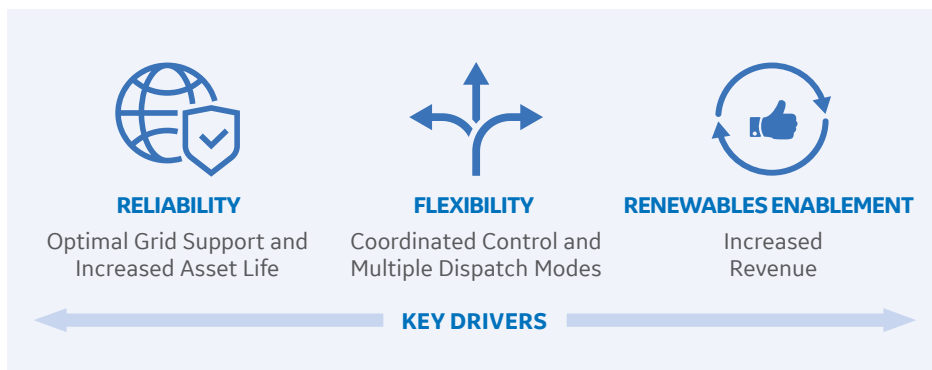 RELIABILITY
Optimal Grid Support and
Increased Asset Life
FLEXIBILITY
Coordinated Control and
Multiple Dispatch Modes
RENEWABLES ENABLEMENT
Increased
Revenue
KEY DRIVERS